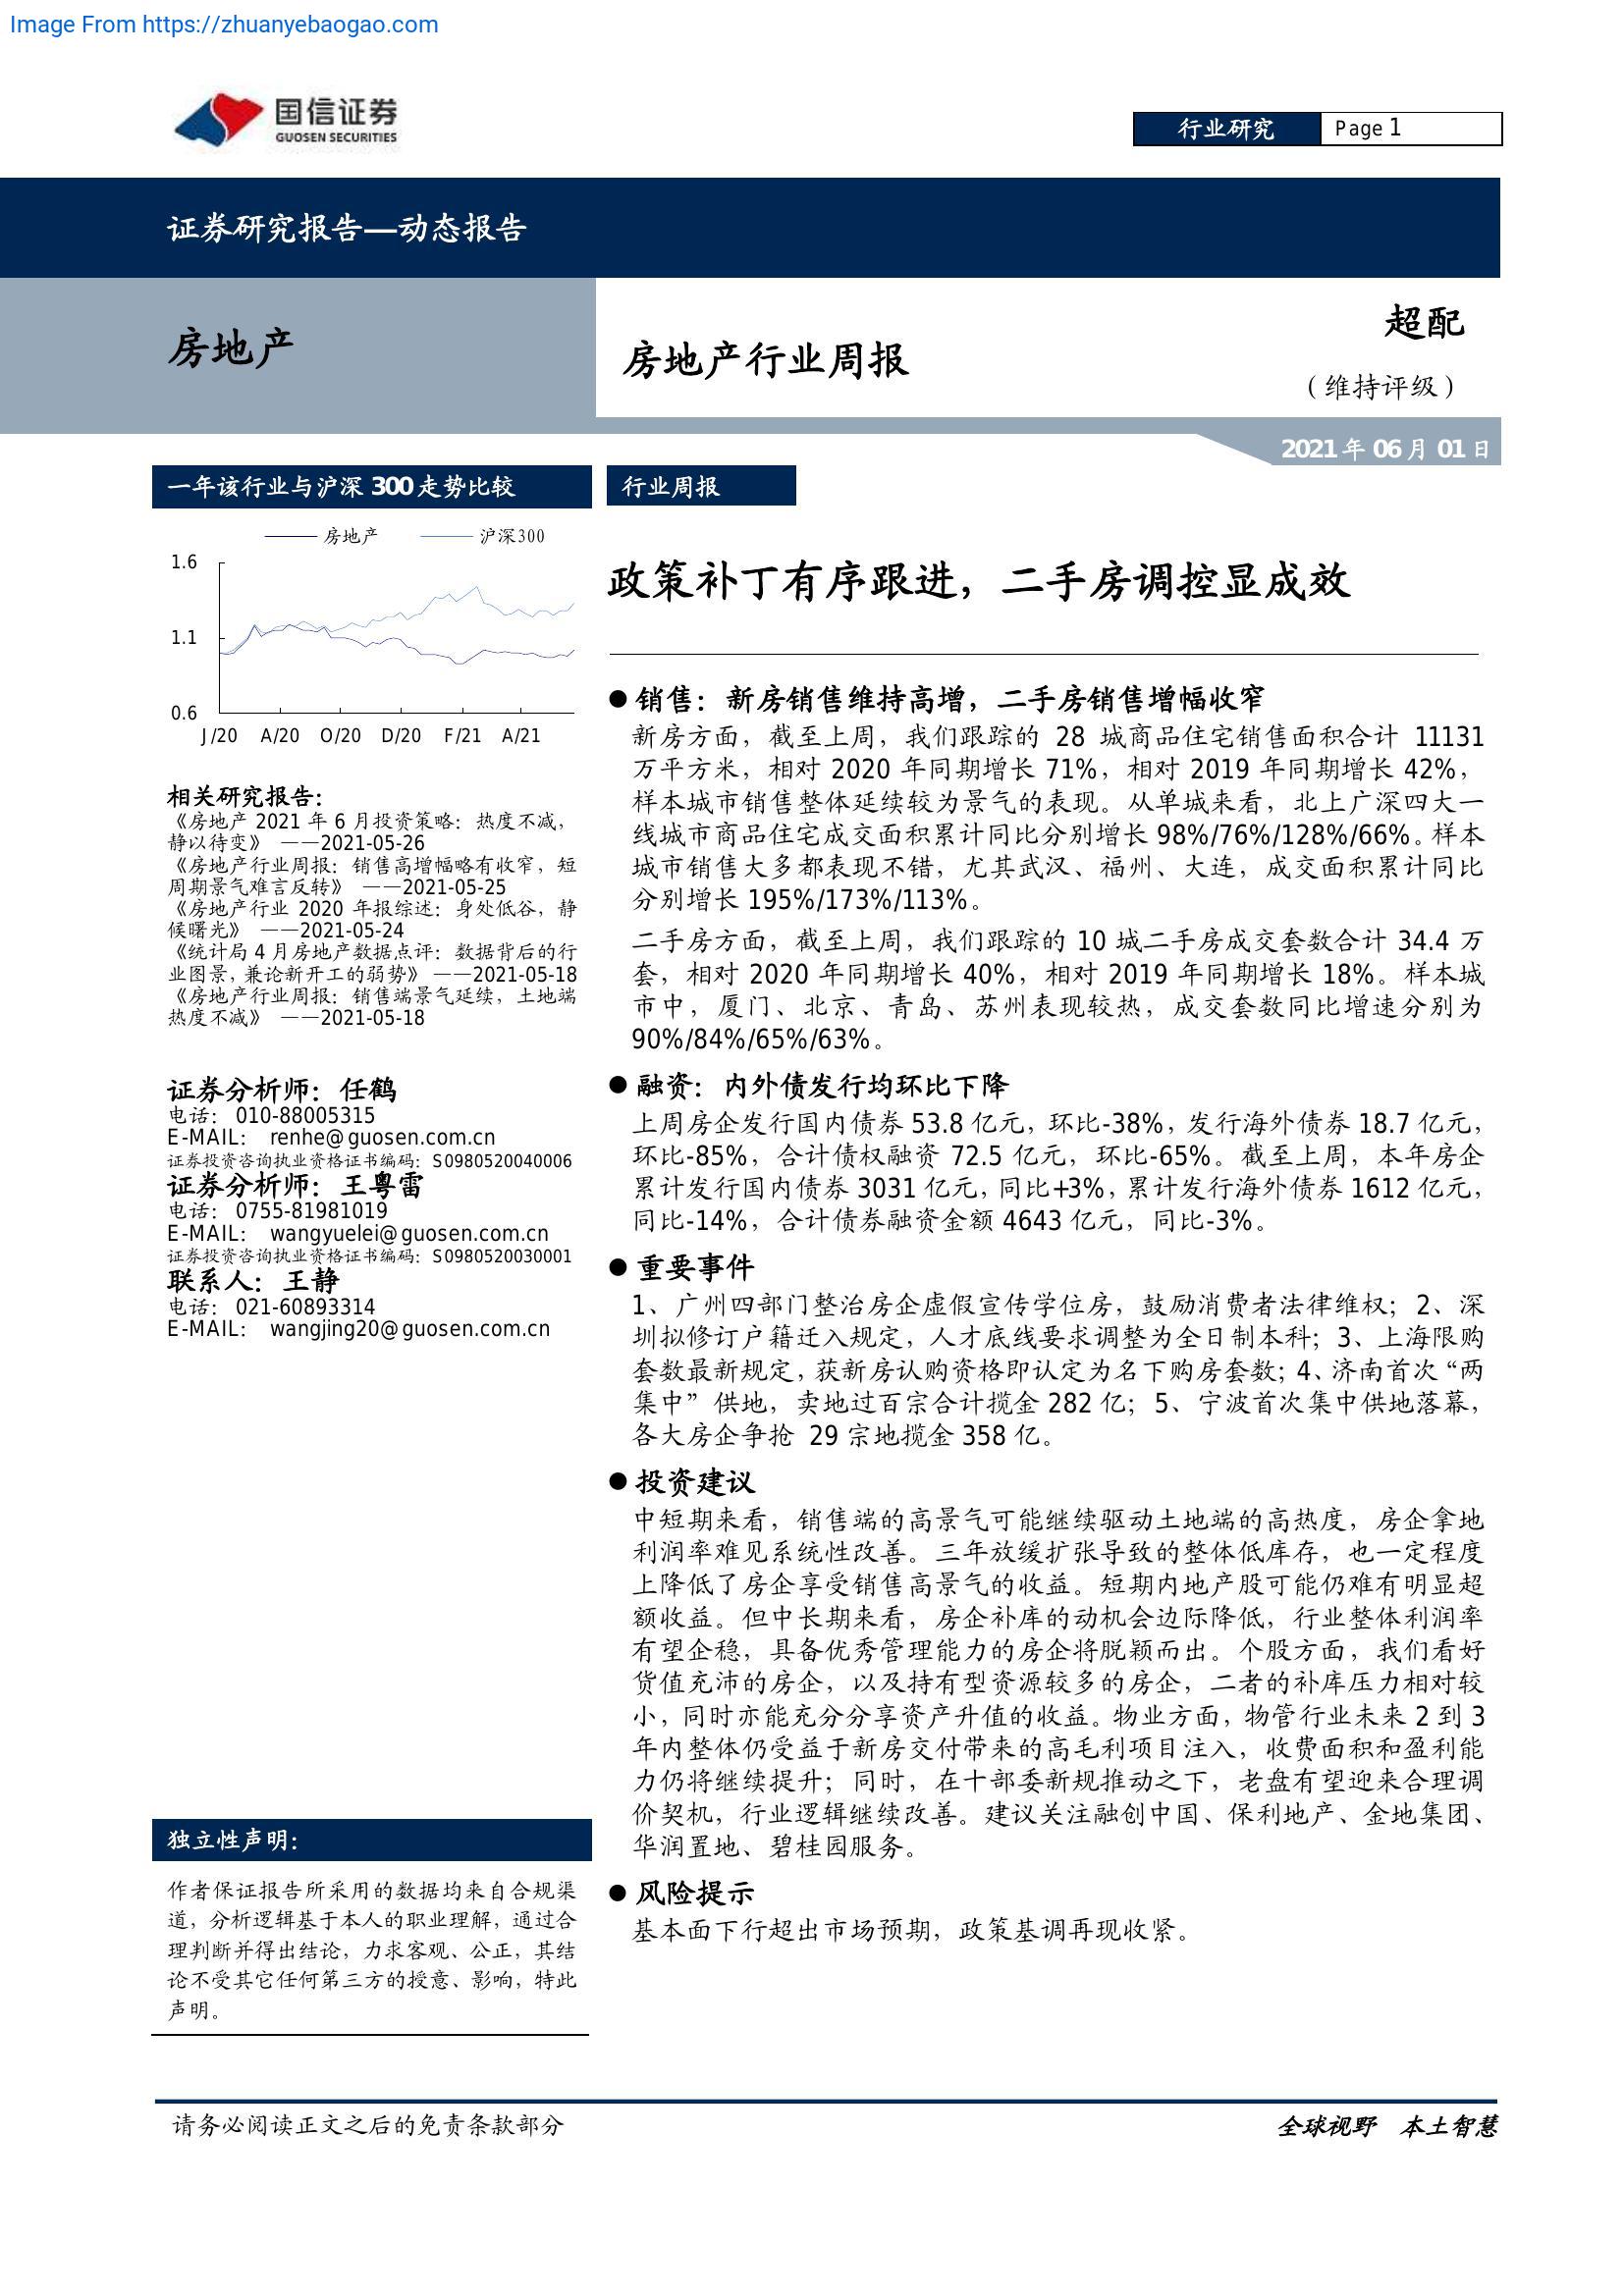 Image From https://zhuanyebaogao.com
国信证券
GUOSEN SECURITIES
行业研究 Page 1
证券研究报告—动态报告
房地产
房地产行业周报
超配
（维持评级）
2021 年 06 月 01 日
一年该行业与沪深 300 走势比较
房地产 沪深300
1.6
1.1
0.6
J/20 A/20 O/20 D/20 F/21 A/21
相关研究报告：
《房地产 2021 年 6 月投资策略：热度不减，
静以待变》 ——2021-05-26
《房地产行业周报：销售高增幅略有收窄，短
周期景气难言反转》 ——2021-05-25
《房地产行业 2020 年报综述：身处低谷，静
候曙光》 ——2021-05-24
《统计局 4 月房地产数据点评：数据背后的行
业图景，兼论新开工的弱势》 ——2021-05-18
《房地产行业周报：销售端景气延续，土地端
热度不减》 ——2021-05-18
证券分析师：任鹤
电话： 010-88005315
E-MAIL： renhe@guosen.com.cn
证券投资咨询执业资格证书编码：S0980520040006
证券分析师：王粤雷
电话： 0755-81981019
E-MAIL： wangyuelei@guosen.com.cn
证券投资咨询执业资格证书编码：S0980520030001
联系人：王静
电话： 021-60893314
E-MAIL： wangjing20@guosen.com.cn
独立性声明：
作者保证报告所采用的数据均来自合规渠
道，分析逻辑基于本人的职业理解，通过合
理判断并得出结论，力求客观、公正，其结
论不受其它任何第三方的授意、影响，特此
声明。
行业周报
政策补丁有序跟进，二手房调控显成效
● 销售：新房销售维持高增，二手房销售增幅收窄
新房方面，截至上周，我们跟踪的 28 城商品住宅销售面积合计 11131
万平方米，相对 2020 年同期增长 71%，相对 2019 年同期增长 42%，
样本城市销售整体延续较为景气的表现。从单城来看，北上广深四大一
线城市商品住宅成交面积累计同比分别增长 98%/76%/128%/66%。样本
城市销售大多都表现不错，尤其武汉、福州、大连，成交面积累计同比
分别增长 195%/173%/113%。
二手房方面，截至上周，我们跟踪的 10 城二手房成交套数合计 34.4 万
套，相对 2020 年同期增长 40%，相对 2019 年同期增长 18%。样本城
市中，厦门、北京、青岛、苏州表现较热，成交套数同比增速分别为
90%/84%/65%/63%。
● 融资：内外债发行均环比下降
上周房企发行国内债券 53.8 亿元，环比-38%，发行海外债券 18.7 亿元，
环比-85%，合计债权融资 72.5 亿元，环比-65%。截至上周，本年房企
累计发行国内债券 3031 亿元，同比+3%，累计发行海外债券 1612 亿元，
同比-14%，合计债券融资金额 4643 亿元，同比-3%。
● 重要事件
1、广州四部门整治房企虚假宣传学位房，鼓励消费者法律维权；2、深
圳拟修订户籍迁入规定，人才底线要求调整为全日制本科；3、上海限购
套数最新规定，获新房认购资格即认定为名下购房套数；4、济南首次“两
集中”供地，卖地过百宗合计揽金 282 亿；5、宁波首次集中供地落幕，
各大房企争抢 29 宗地揽金 358 亿。
● 投资建议
中短期来看，销售端的高景气可能继续驱动土地端的高热度，房企拿地
利润率难见系统性改善。三年放缓扩张导致的整体低库存，也一定程度
上降低了房企享受销售高景气的收益。短期内地产股可能仍难有明显超
额收益。但中长期来看，房企补库的动机会边际降低，行业整体利润率
有望企稳，具备优秀管理能力的房企将脱颖而出。个股方面，我们看好
货值充沛的房企，以及持有型资源较多的房企，二者的补库压力相对较
小，同时亦能充分分享资产升值的收益。物业方面，物管行业未来 2 到 3
年内整体仍受益于新房交付带来的高毛利项目注入，收费面积和盈利能
力仍将继续提升；同时，在十部委新规推动之下，老盘有望迎来合理调
价契机，行业逻辑继续改善。建议关注融创中国、保利地产、金地集团、
华润置地、碧桂园服务。
● 风险提示
基本面下行超出市场预期，政策基调再现收紧。
请务必阅读正文之后的免责条款部分
全球视野 本土智慧